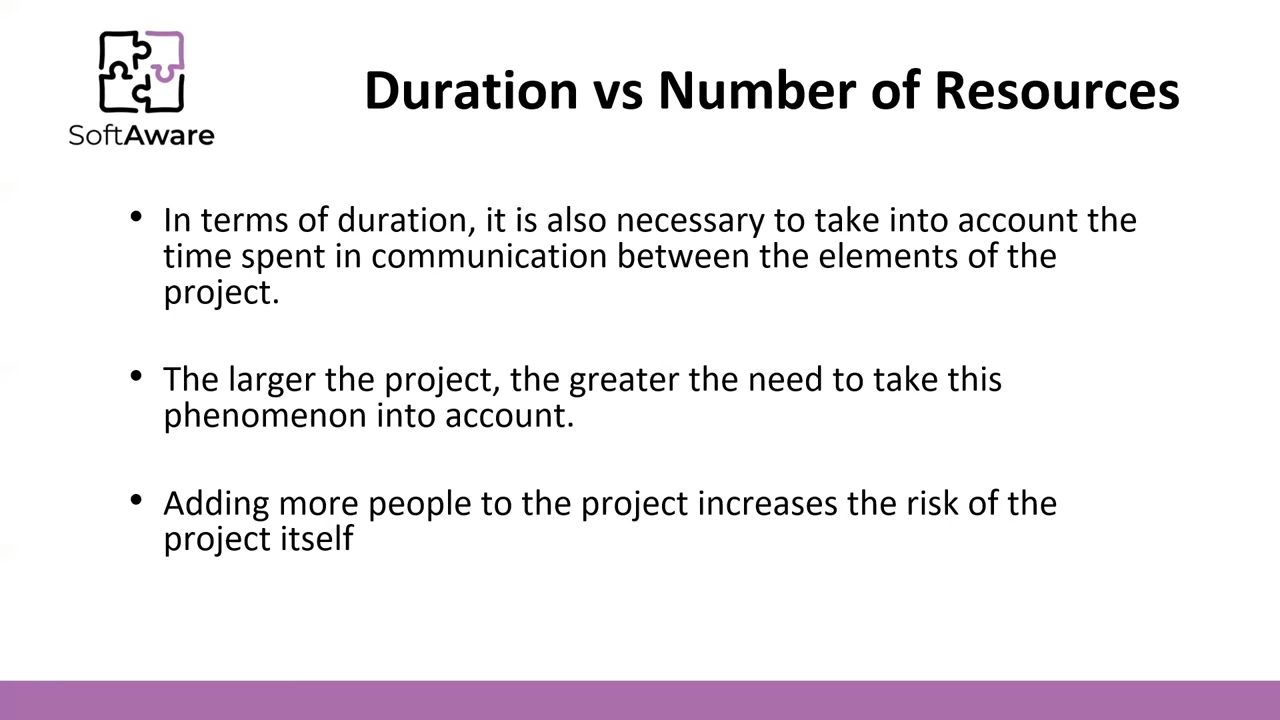 SoftAware
Duration vs Number of Resources
• In terms of duration, it is also necessary to take into account the
time spent in communication between the elements of the
project.
• The larger the project, the greater the need to take this
phenomenon into account.
• Adding more people to the project increases the risk of the
project itself